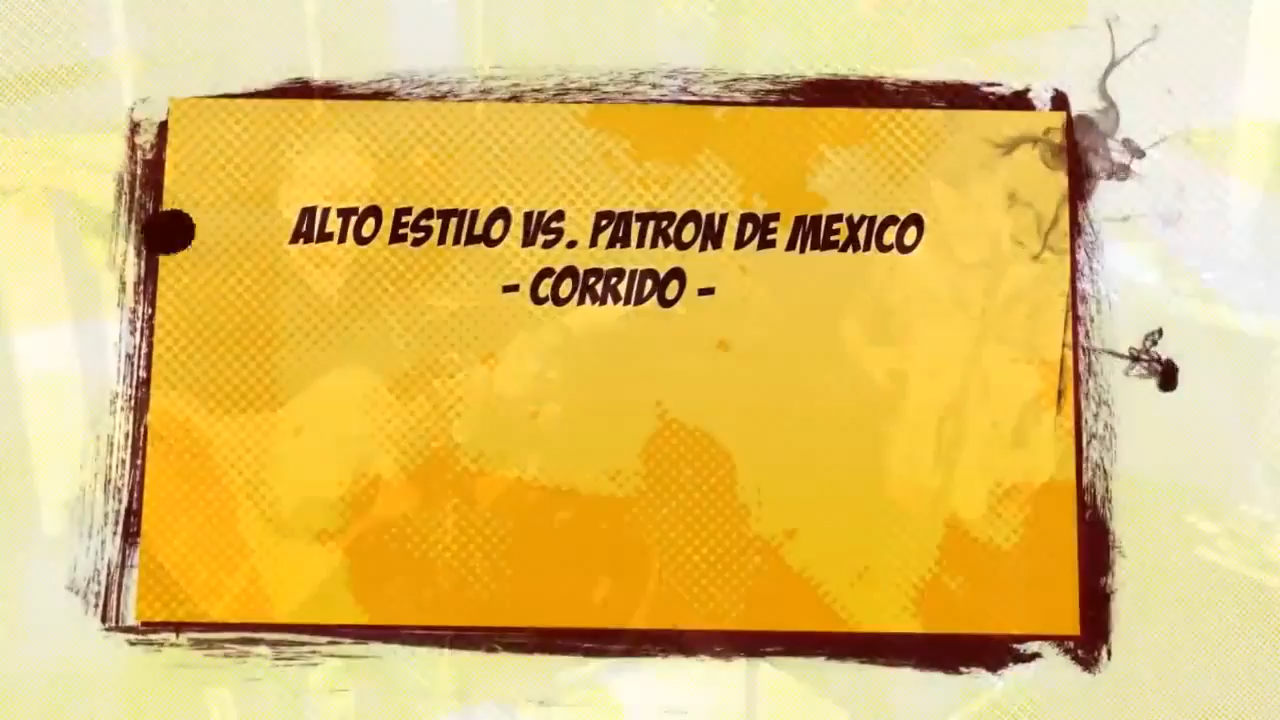 ALTO ESTILO VS. PATRON DE MEXICO
- CORRIDO -